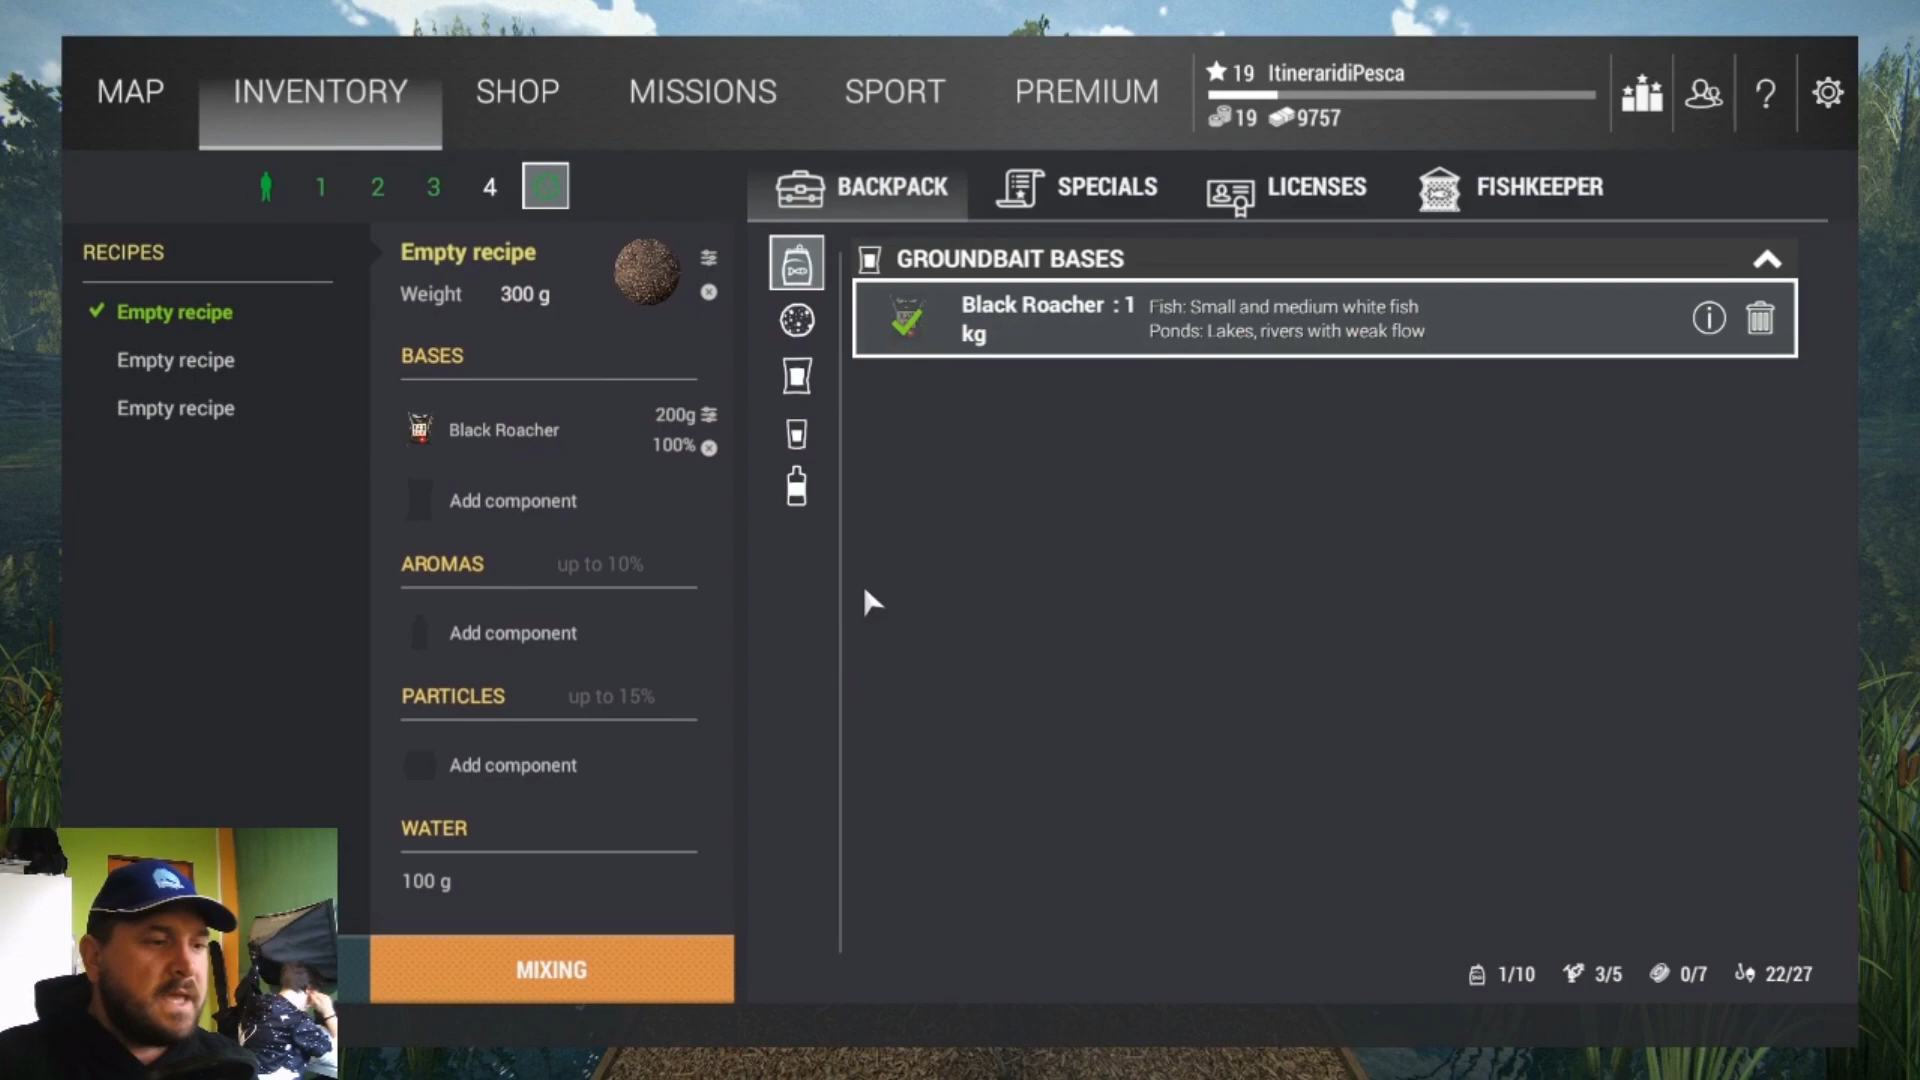 MAP
INVENTORY
SHOP
MISSIONS
SPORT
PREMIUM
19 ItineraridiPesca
19 9757
?
1 2 3 4
BACKPACK
SPECIALS
LICENSES
FISHKEEPER
RECIPES
Empty recipe
Empty recipe
Empty recipe
Empty recipe
Weight 300 g
BASES
Black Roacher
200g
100%
Add component
AROMAS up to 10%
Add component
PARTICLES up to 15%
Add component
WATER
100 g
MIXING
GROUNDBAIT BASES
Black Roacher : 1
kg
Fish: Small and medium white fish
Ponds: Lakes, rivers with weak flow
1/10 3/5 0/7 22/27